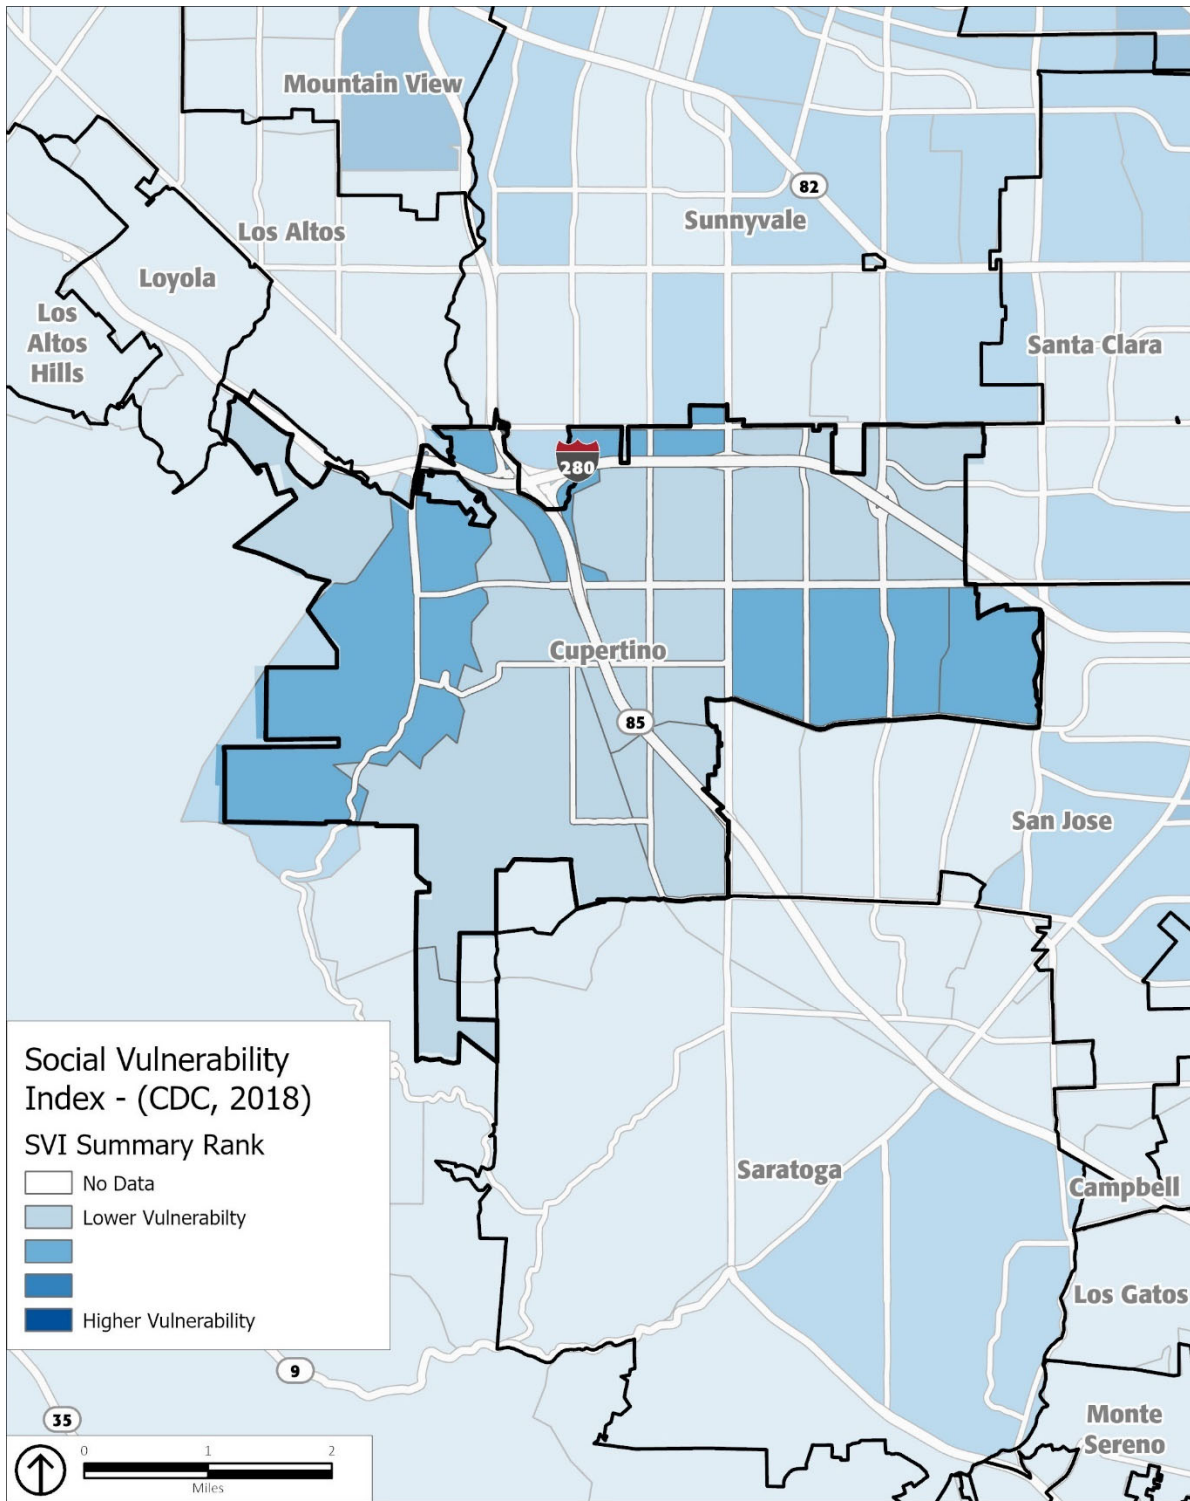 Mountain View
82
Sunnyvale
Los Altos
Loyola
Los
Altos
Hills
Santa Clara
280
Cupertino
85
San Jose
Saratoga
Campbell
Los Gatos
Monte
Sereno
Social Vulnerability
Index - (CDC, 2018)
SVI Summary Rank
No Data
Lower Vulnerabilty
Higher Vulnerability
9
35
0 1 2
Miles